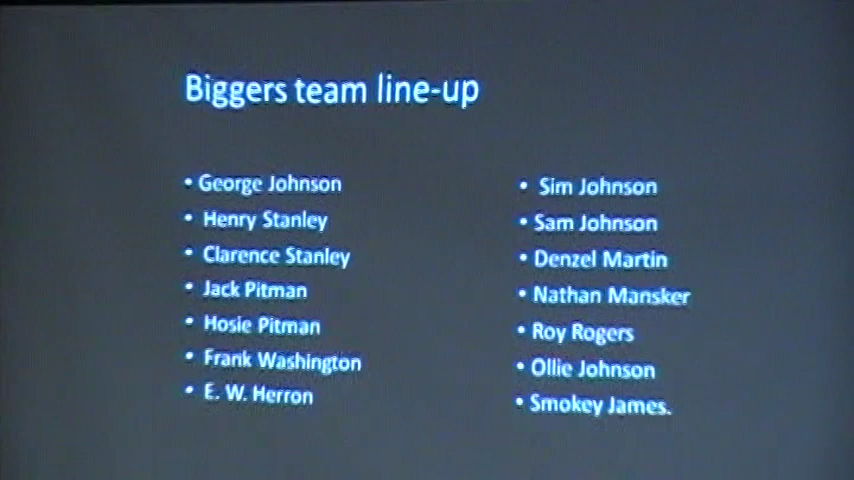 Biggers team line-up
• George Johnson
• Henry Stanley
• Clarence Stanley
• Jack Pitman
• Hosie Pitman
• Frank Washington
• E. W. Herron
• Sim Johnson
• Sam Johnson
• Denzel Martin
• Nathan Mansker
• Roy Rogers
• Ollie Johnson
• Smokey James.